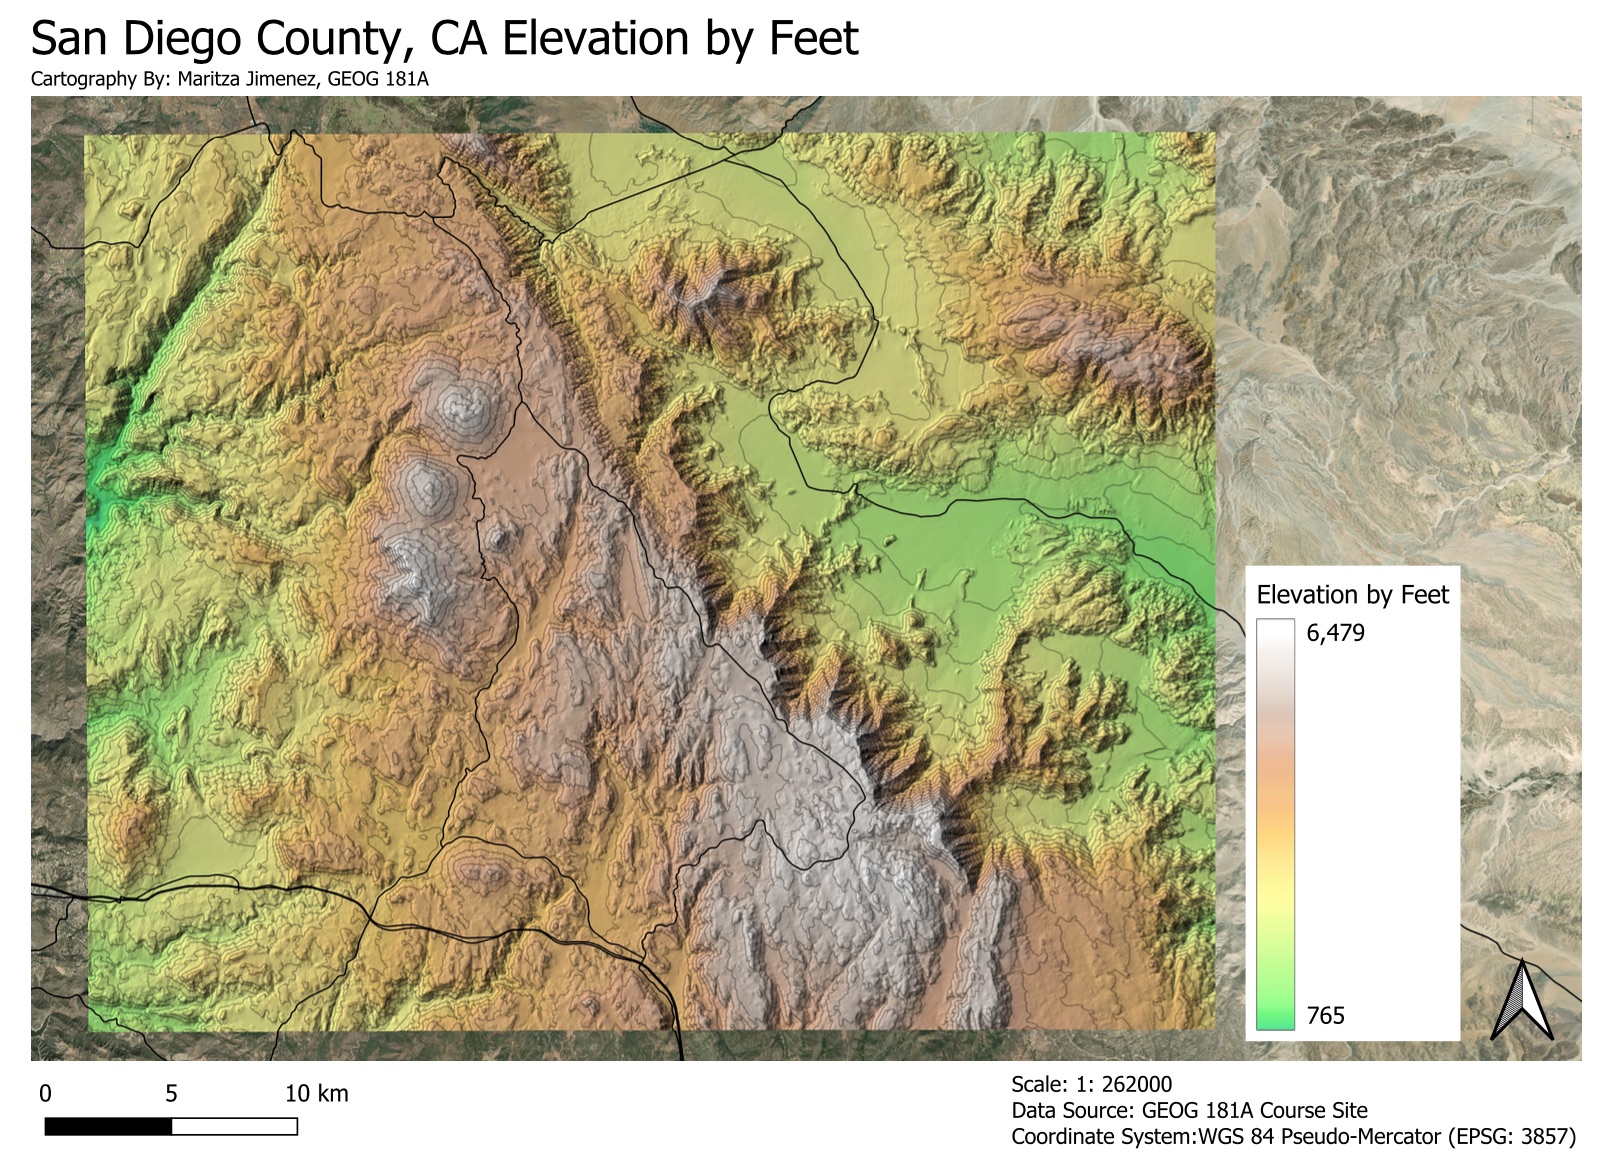 San Diego County, CA Elevation by Feet
Cartography By: Maritza Jimenez, GEOG 181A
Elevation by Feet
6,479
765
0 5 10 km
Scale: 1: 262000
Data Source: GEOG 181A Course Site
Coordinate System:WGS 84 Pseudo-Mercator (EPSG: 3857)